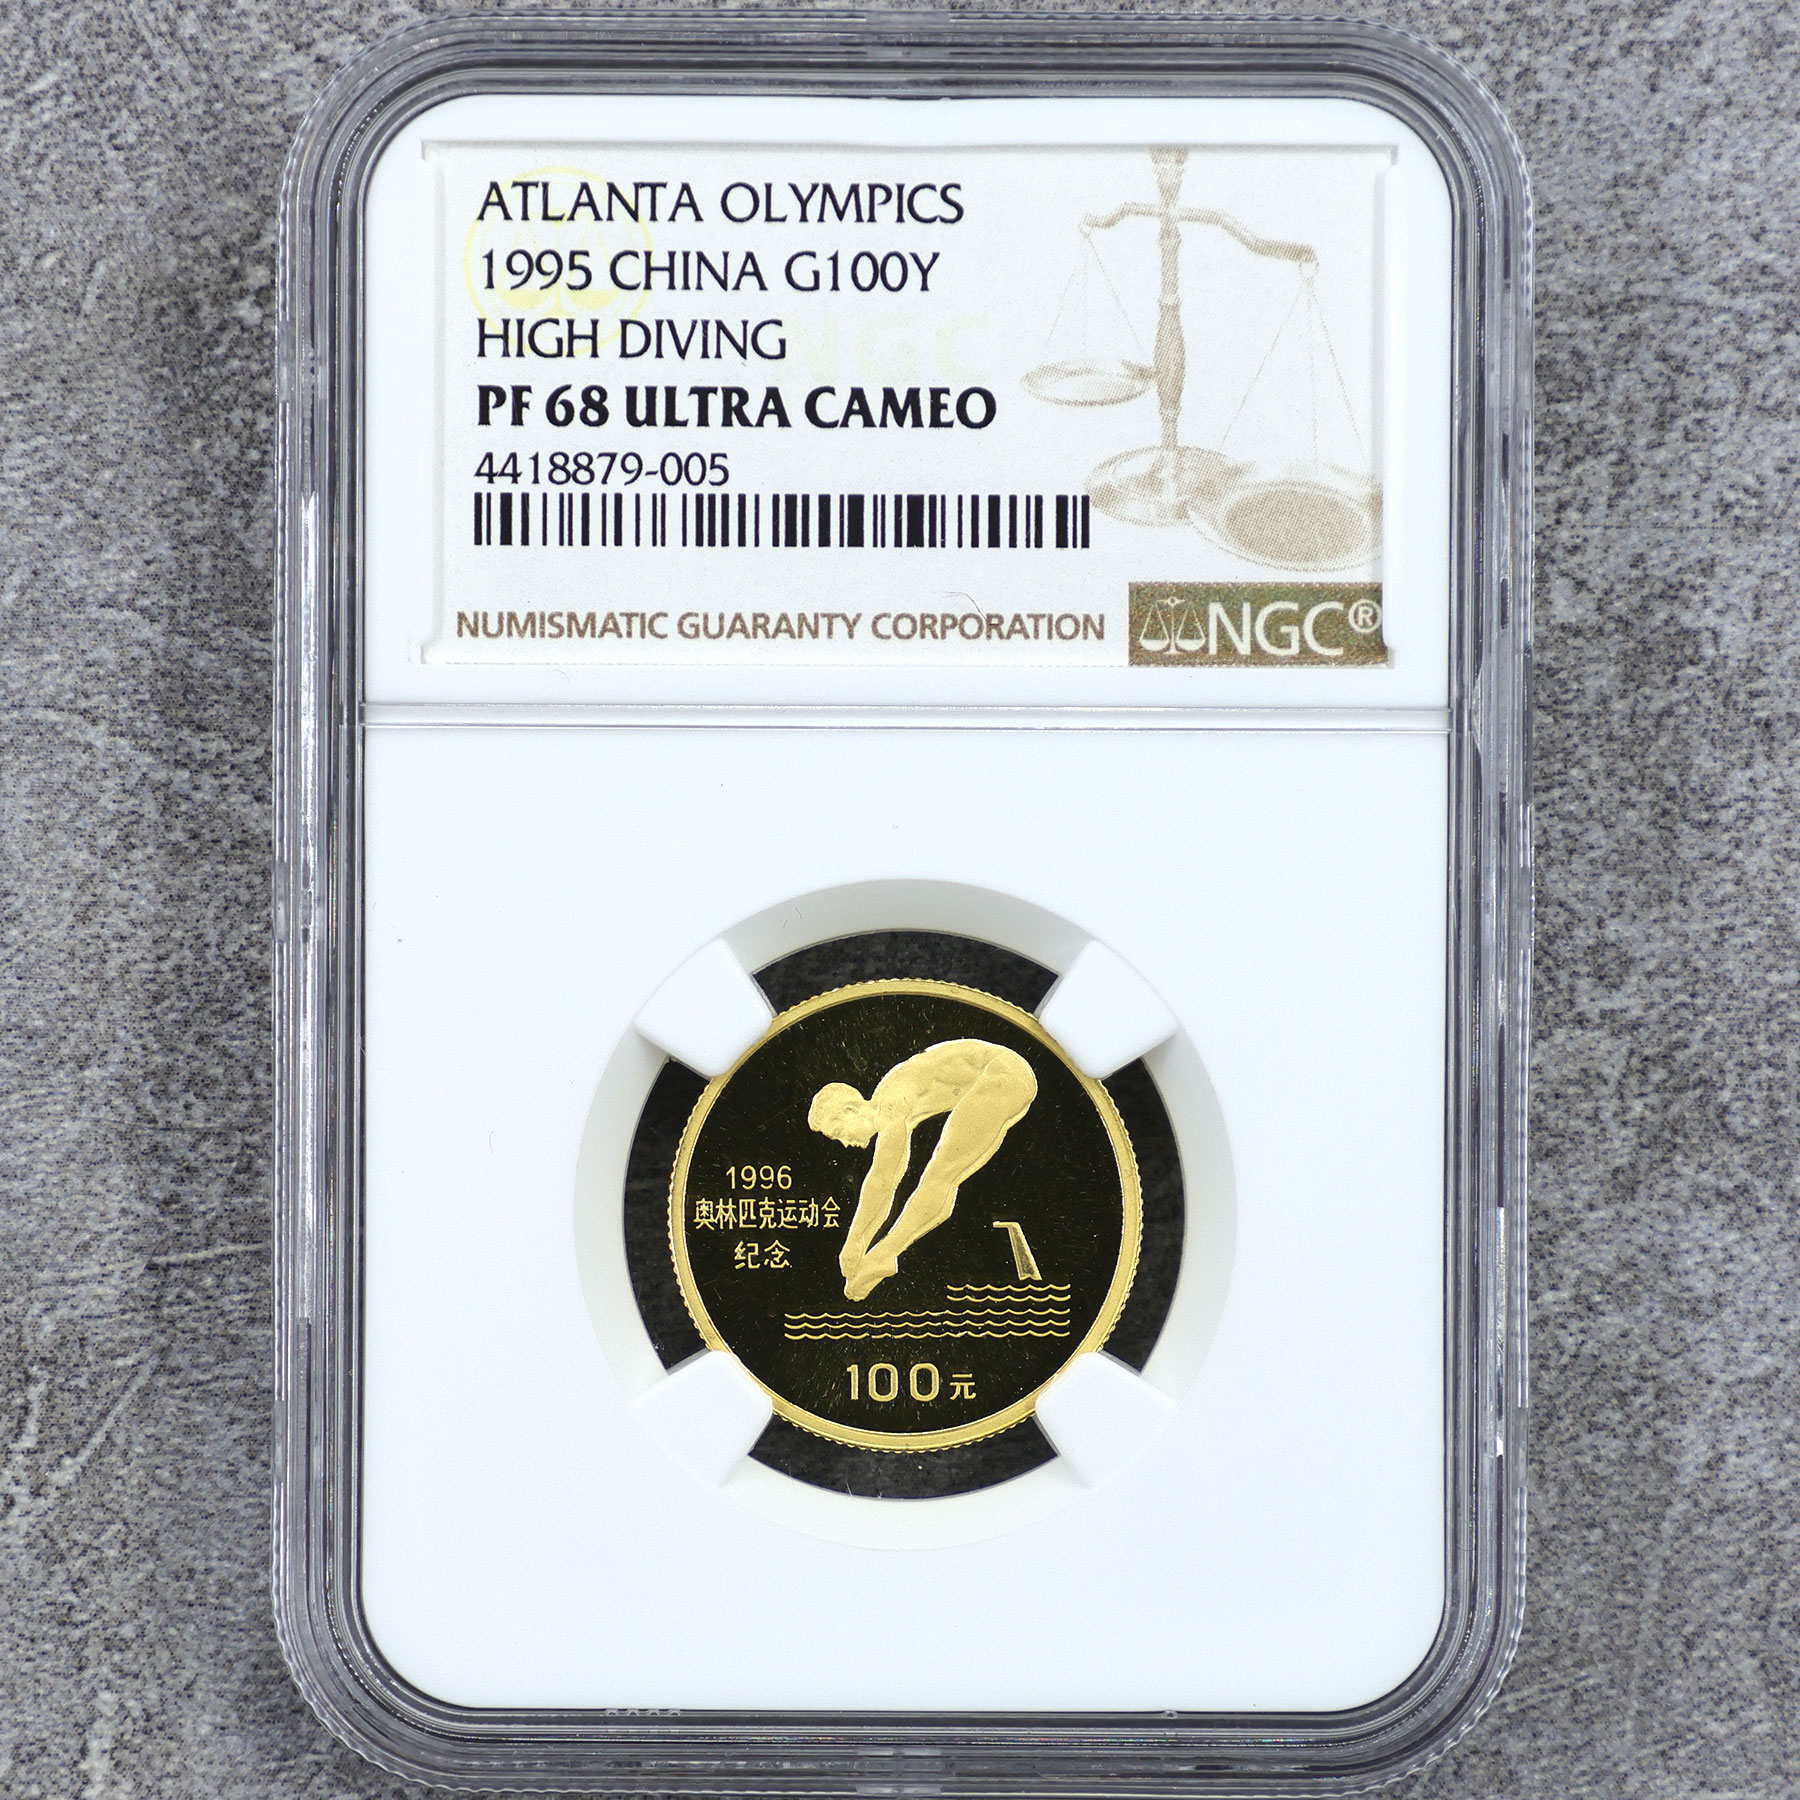 ATLANTA OLYMPICS
1995 CHINA G100Y
HIGH DIVING
PF 68 ULTRA CAMEO
4418879-005
NUMISMATIC GUARANTY CORPORATION
NGC®
1996
奥林匹克运动会
纪念
100元